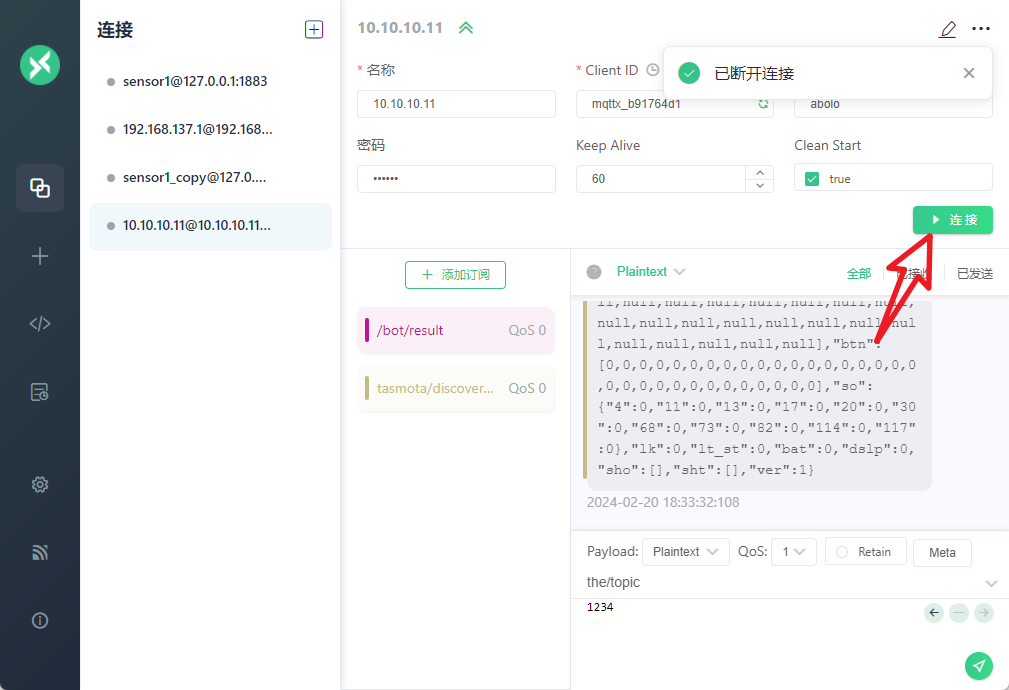 连接
sensor1@127.0.0.1:1883
192.168.137.1@192.168...
sensor1_copy@127.0....
10.10.10.11@10.10.10.11...
10.10.10.11
* 名称
* Client ID
已断开连接
10.10.10.11
mqttx_b91764d1
abolo
密码
Keep Alive
Clean Start
••••••
60
true
连接
添加订阅
/bot/result QoS 0
tasmota/discover... QoS 0
Plaintext
全部
已接收
已发送
ll,null,null,null,null,null,null,null,
null,null,null,null,null,null,null,nul
l,null,null,null,null,null],"btn":
[0,0,0,0,0,0,0,0,0,0,0,0,0,0,0,0,0,0,0
,0,0,0,0,0,0,0,0,0,0,0,0,0],"so":
{"4":0,"11":0,"13":0,"17":0,"20":0,"30
":0,"68":0,"73":0,"82":0,"114":0,"117"
:0},"lk":0,"lt_st":0,"bat":0,"dslp":0,
"sho":[],"sht":[],"ver":1}
2024-02-20 18:33:32:108
Payload: Plaintext QoS: 1 Retain Meta
the/topic
1234